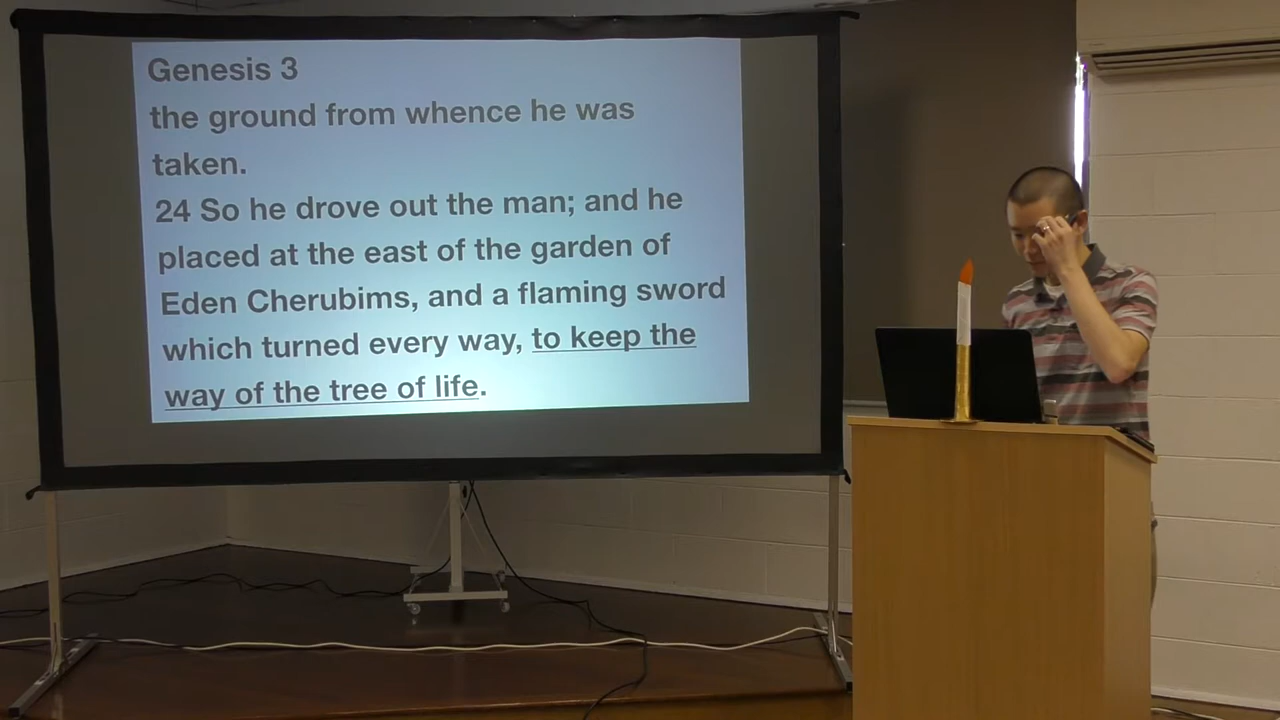 Genesis 3
the ground from whence he was
taken.
24 So he drove out the man; and he
placed at the east of the garden of
Eden Cherubims, and a flaming sword
which turned every way, to keep the
way of the tree of life.